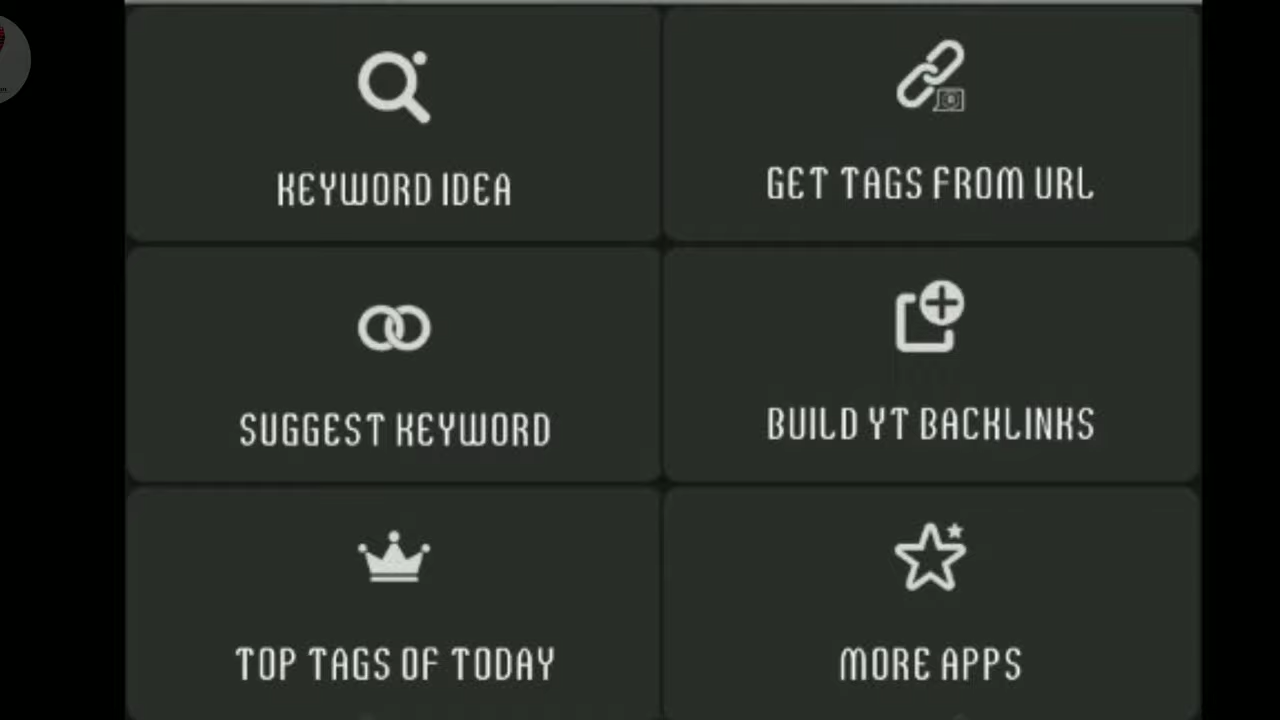 KEYWORD IDEA
GET TAGS FROM URL
SUGGEST KEYWORD
BUILD YT BACKLINKS
TOP TAGS OF TODAY
MORE APPS